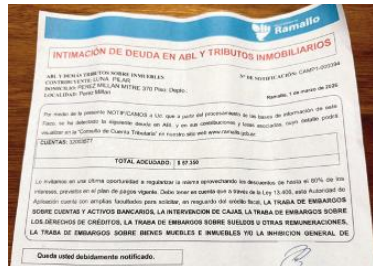 Ramallo
INTIMACIÓN DE DEUDA EN ABL Y TRIBUTOS INMOBILIARIOS
ABL Y DEMÁS TRIBUTOS SOBRE INMUEBLES
Nº DE NOTIFICACIÓN: CAMP1-003394
CONTRIBUYENTE: LUNA PILAR
DOMICILIO: PEREZ MILLAN MITRE 370 Piso: Depto:
LOCALIDAD: Perez Millan
Ramallo, 1 de marzo de 2020
Por medio de la presente NOTIFICAMOS a Ud. que a partir del procesamiento de las bases de información de este
Fisco, se ha detectado la siguiente deuda en ABL y en sus contribuciones y tasas asociadas, cuyo detalle podrá
visualizar en la "Consulta de Cuenta Tributaria" en nuestro sitio web www.ramallo.gob.ar:
CUENTAS:
TOTAL ADEUDADO: $ 57.350
Lo invitamos en una última oportunidad a regularizar la misma aprovechando los descuentos de hasta el 60% de los
intereses, previstos en el plan de pagos vigente. Debe tener en cuenta que a través de la Ley 13.406, esta Autoridad de
Aplicación cuenta con amplias facultades para solicitar, en resguardo del crédito fiscal, LA TRABA DE EMBARGOS
SOBRE CUENTAS Y ACTIVOS BANCARIOS, LA INTERVENCION DE CAJAS, LA TRABA DE EMBARGOS SOBRE
LOS DERECHOS DE CRÉDITOS, LA TRABA DE EMBARGOS SOBRE SUELDOS U OTRAS REMUNERACIONES,
LA TRABA DE EMBARGOS SOBRE BIENES MUEBLES E INMUEBLES Y/O LA INHIBICION GENERAL DE
Queda usted debidamente notificado.